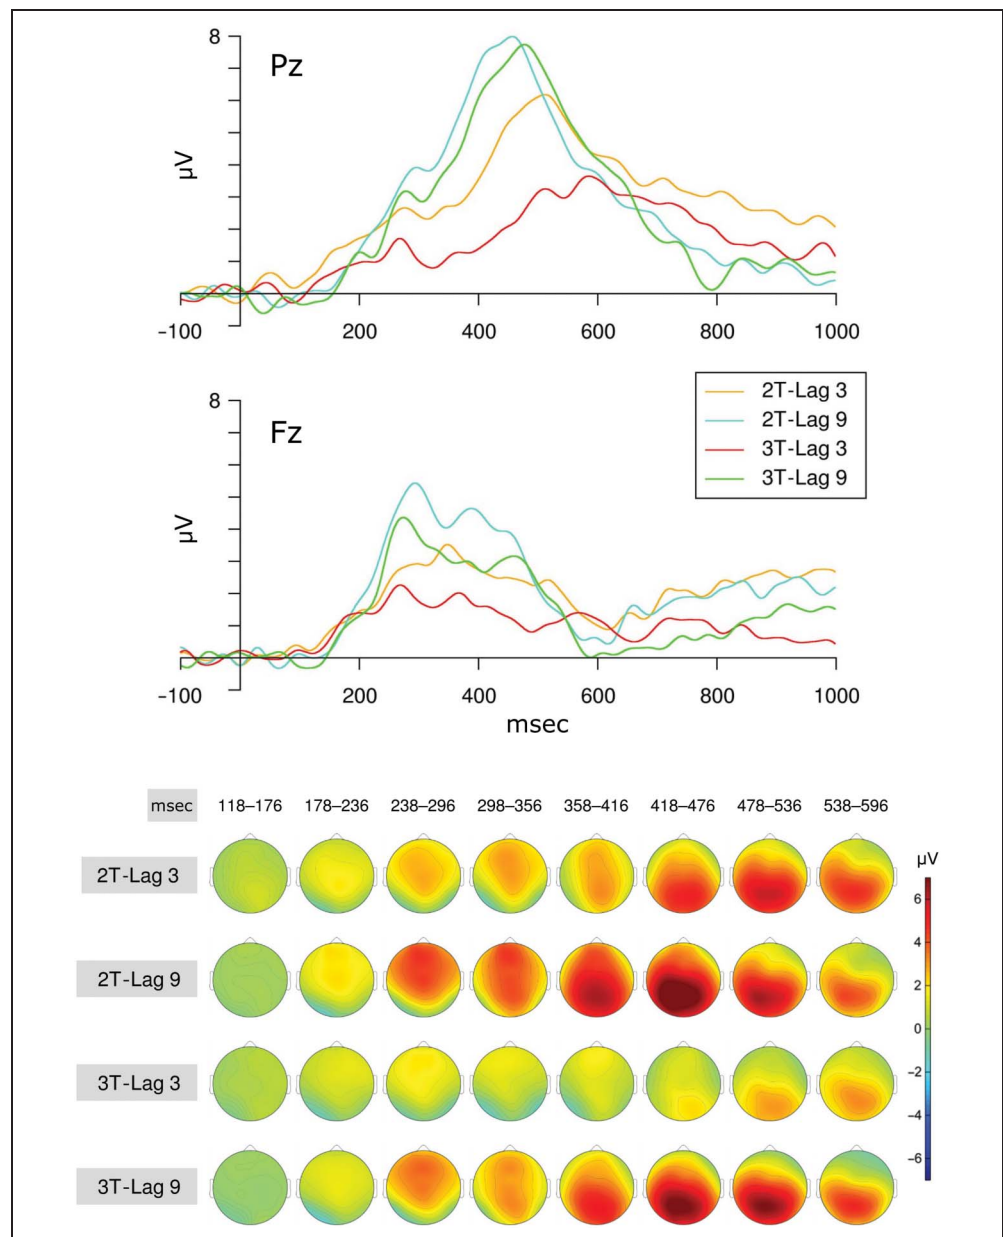 8
Pz
µV
−100 200 400 600 800 1000
8
Fz
µV
2T-Lag 3
2T-Lag 9
3T-Lag 3
3T-Lag 9
−100 200 400 600 800 1000
msec
msec 118–176 178–236 238–296 298–356 358–416 418–476 478–536 538–596
µV
2T-Lag 3
2T-Lag 9
3T-Lag 3
3T-Lag 9
6
4
2
0
−2
−4
−6